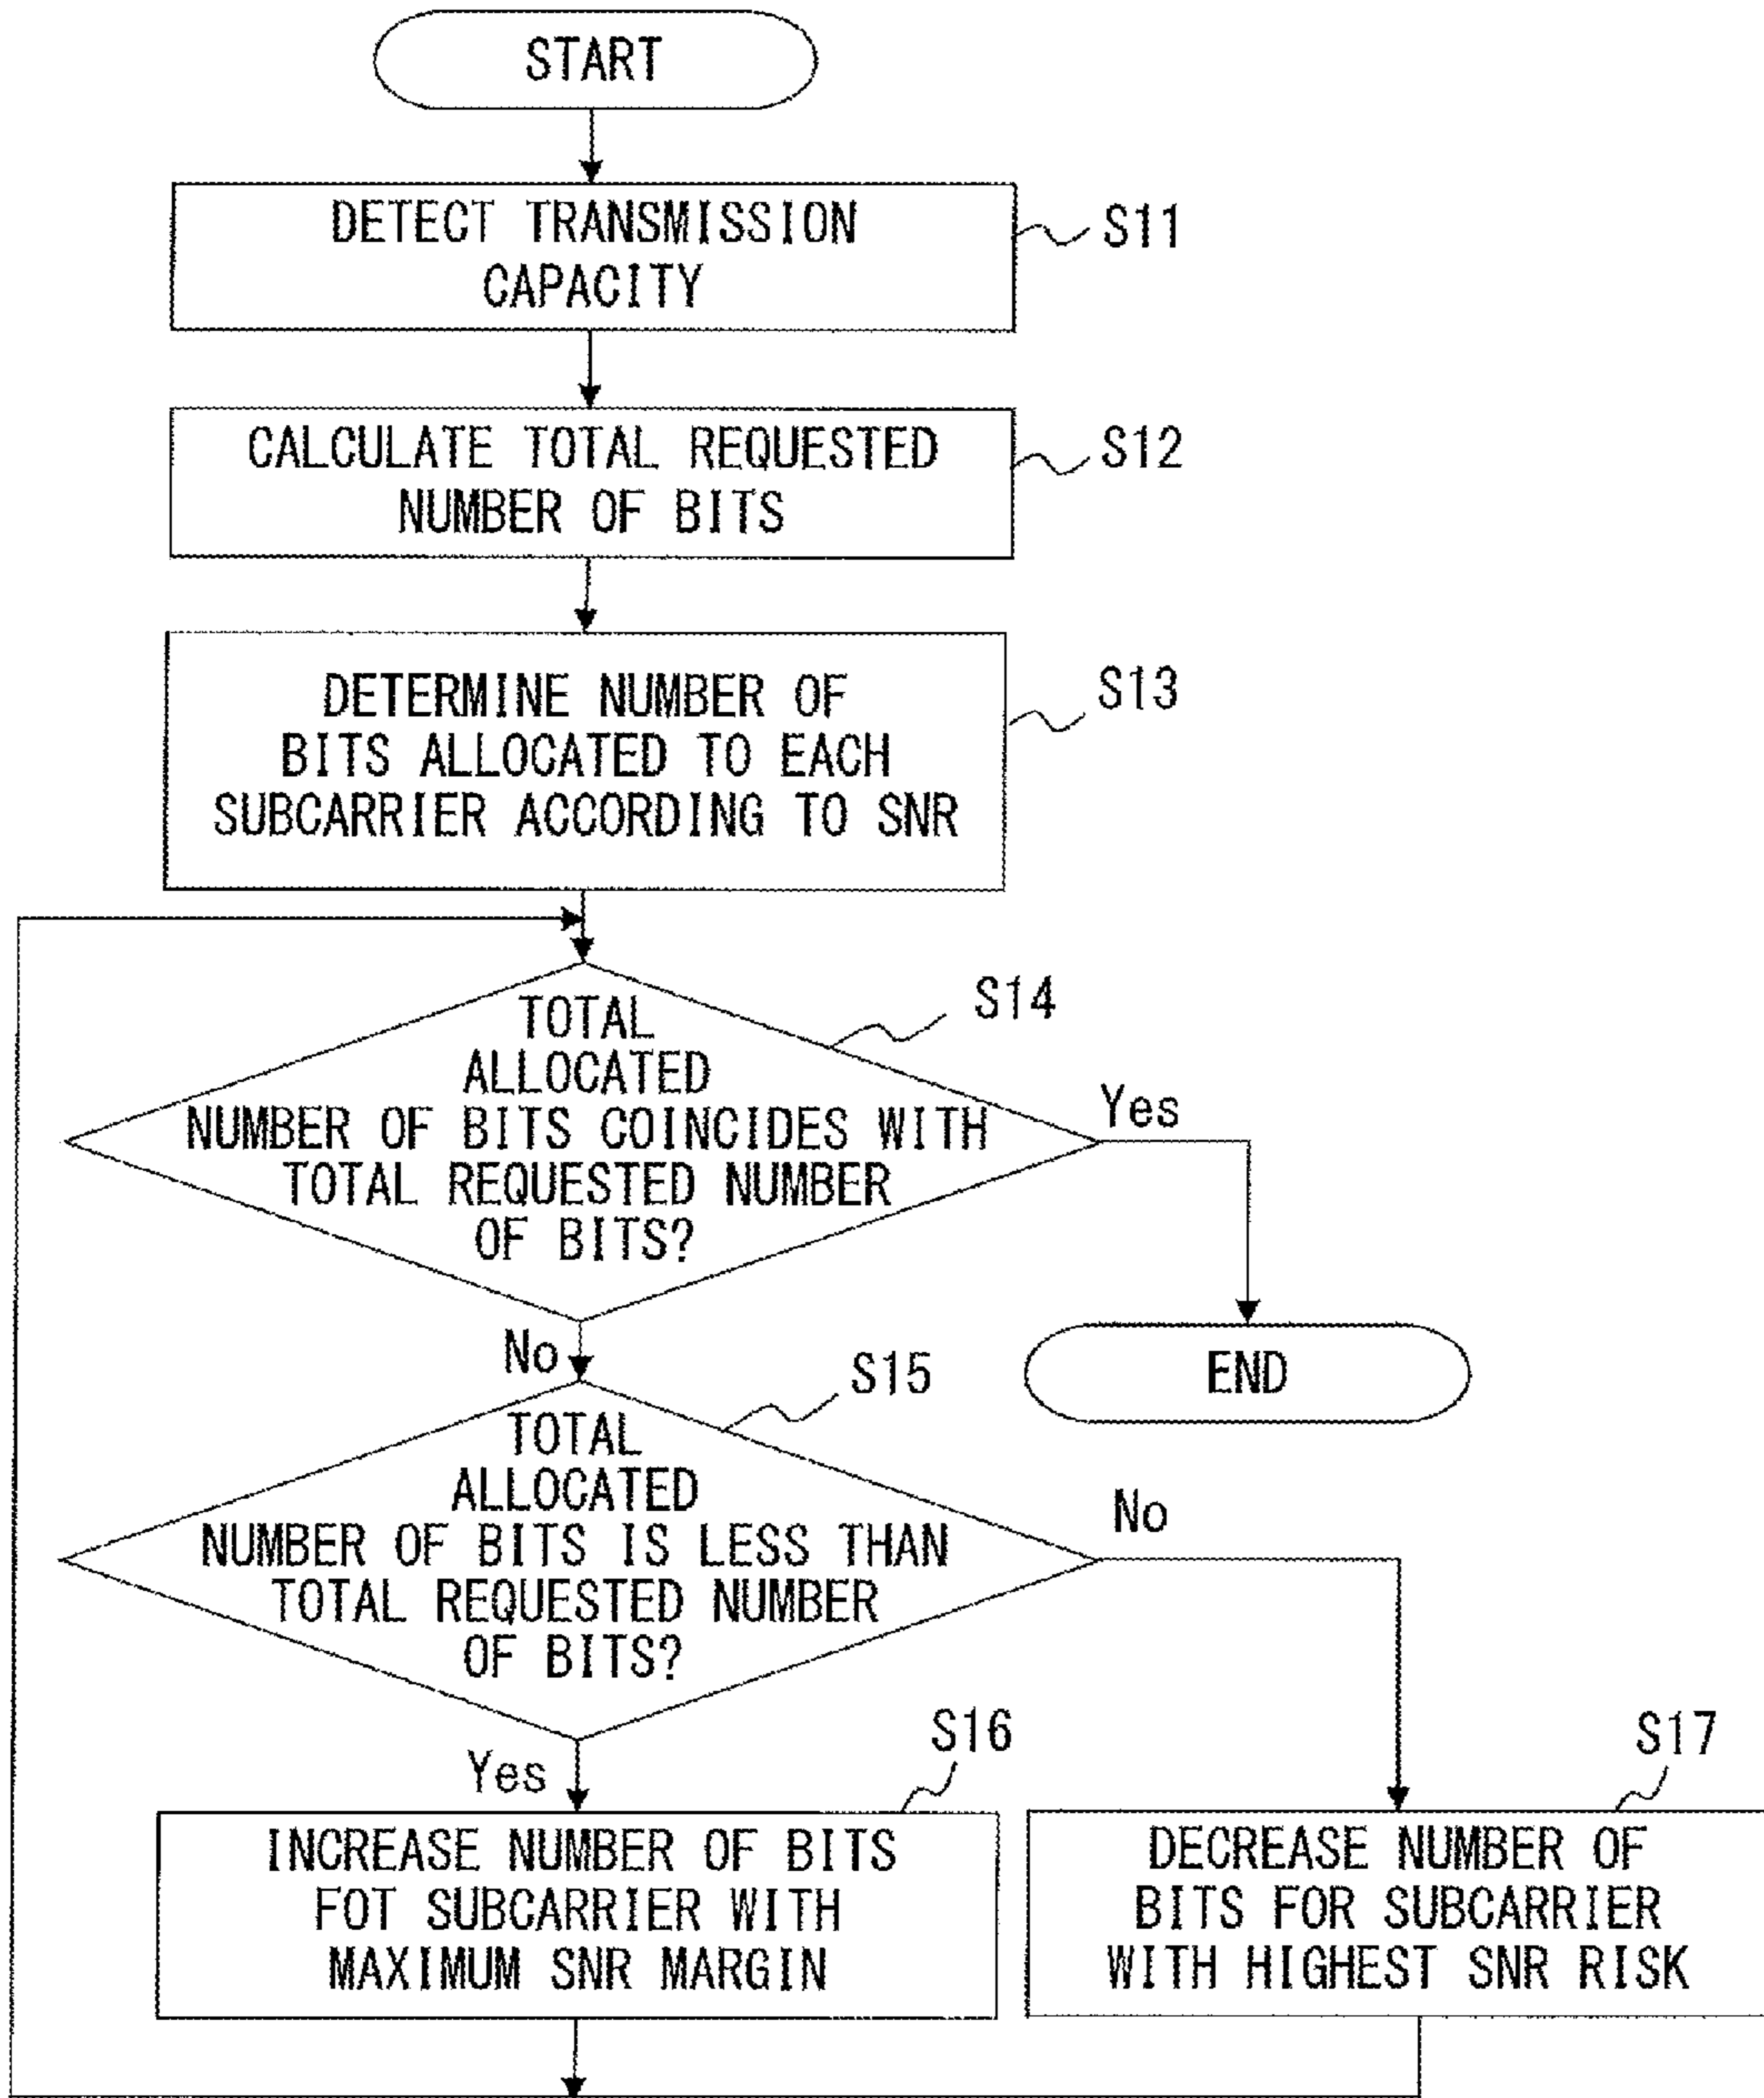 START
DETECT TRANSMISSION
CAPACITY
S11
CALCULATE TOTAL REQUESTED
NUMBER OF BITS
S12
DETERMINE NUMBER OF
BITS ALLOCATED TO EACH
SUBCARRIER ACCORDING TO SNR
S13
TOTAL
ALLOCATED
NUMBER OF BITS COINCIDES WITH
TOTAL REQUESTED NUMBER
OF BITS?
S14
Yes
END
No
TOTAL
ALLOCATED
NUMBER OF BITS IS LESS THAN
TOTAL REQUESTED NUMBER
OF BITS?
S15
No
Yes
INCREASE NUMBER OF BITS
FOT SUBCARRIER WITH
MAXIMUM SNR MARGIN
S16
DECREASE NUMBER OF
BITS FOR SUBCARRIER
WITH HIGHEST SNR RISK
S17